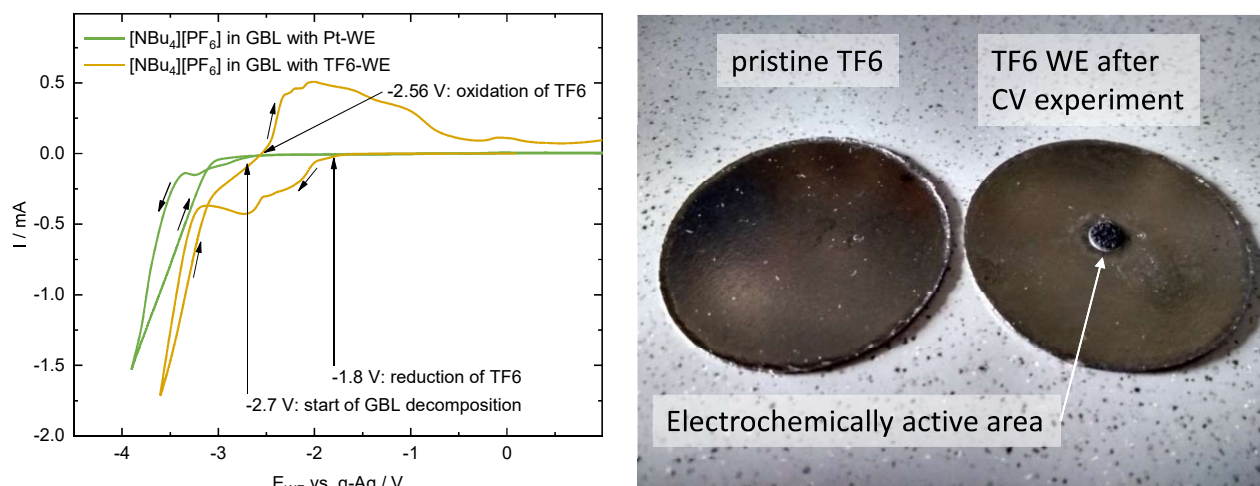 [NBu4][PF6] in GBL with Pt-WE
[NBu4][PF6] in GBL with TF6-WE
-2.56 V: oxidation of TF6
-1.8 V: reduction of TF6
-2.7 V: start of GBL decomposition
I / mA
0.5
0.0
-0.5
-1.0
-1.5
-2.0
-4
-3
-2
-1
0
vs. q-Ag / V
pristine TF6
TF6 WE after
CV experiment
Electrochemically active area